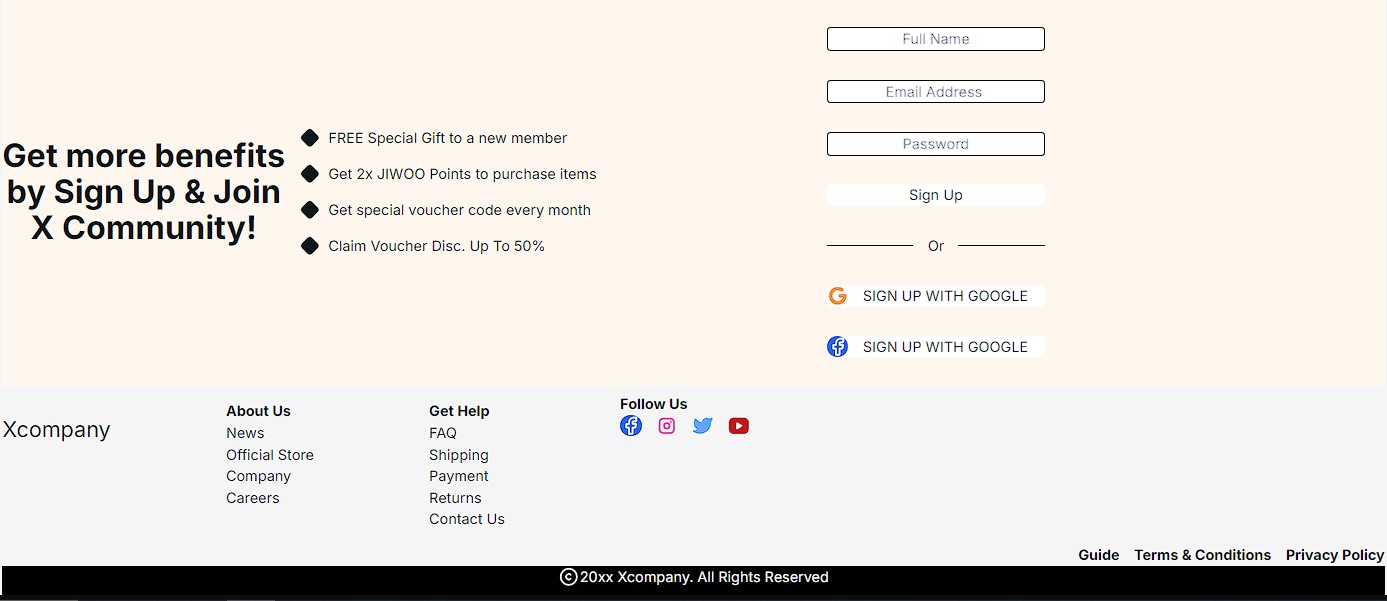 Get more benefits
by Sign Up & Join
X Community!
FREE Special Gift to a new member
Get 2x JIWOO Points to purchase items
Get special voucher code every month
Claim Voucher Disc. Up To 50%
Full Name
Email Address
Password
Sign Up
Or
SIGN UP WITH GOOGLE
SIGN UP WITH GOOGLE
Xcompany
About Us
News
Official Store
Company
Careers
Get Help
FAQ
Shipping
Payment
Returns
Contact Us
Follow Us
Guide Terms & Conditions Privacy Policy
©20xx Xcompany. All Rights Reserved